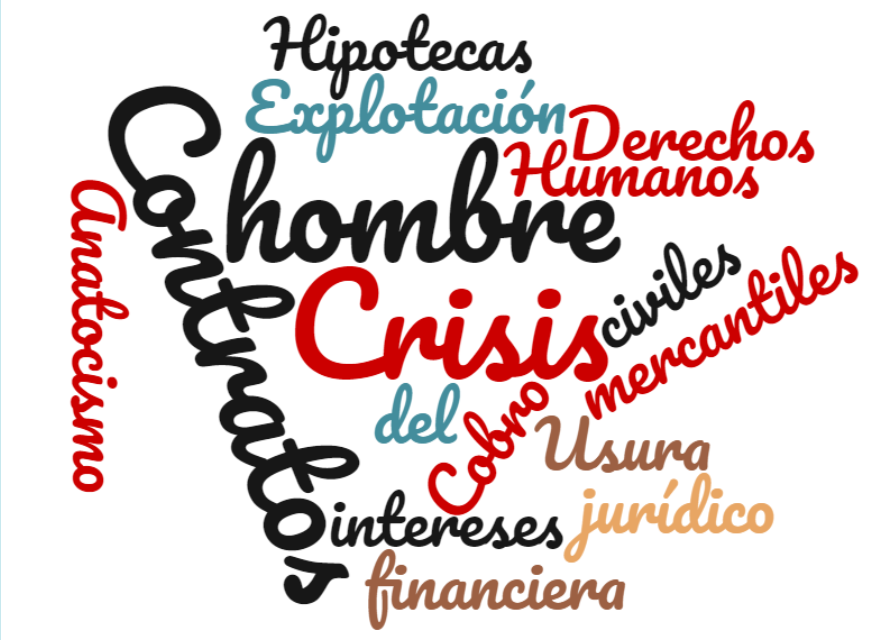 Hipotecas
Explotación
Derechos
Humanos
Contratos
hombre
Anatocismo
Crisis
civiles
mercantiles
del
Cobro
Usura
intereses
jurídico
financiera